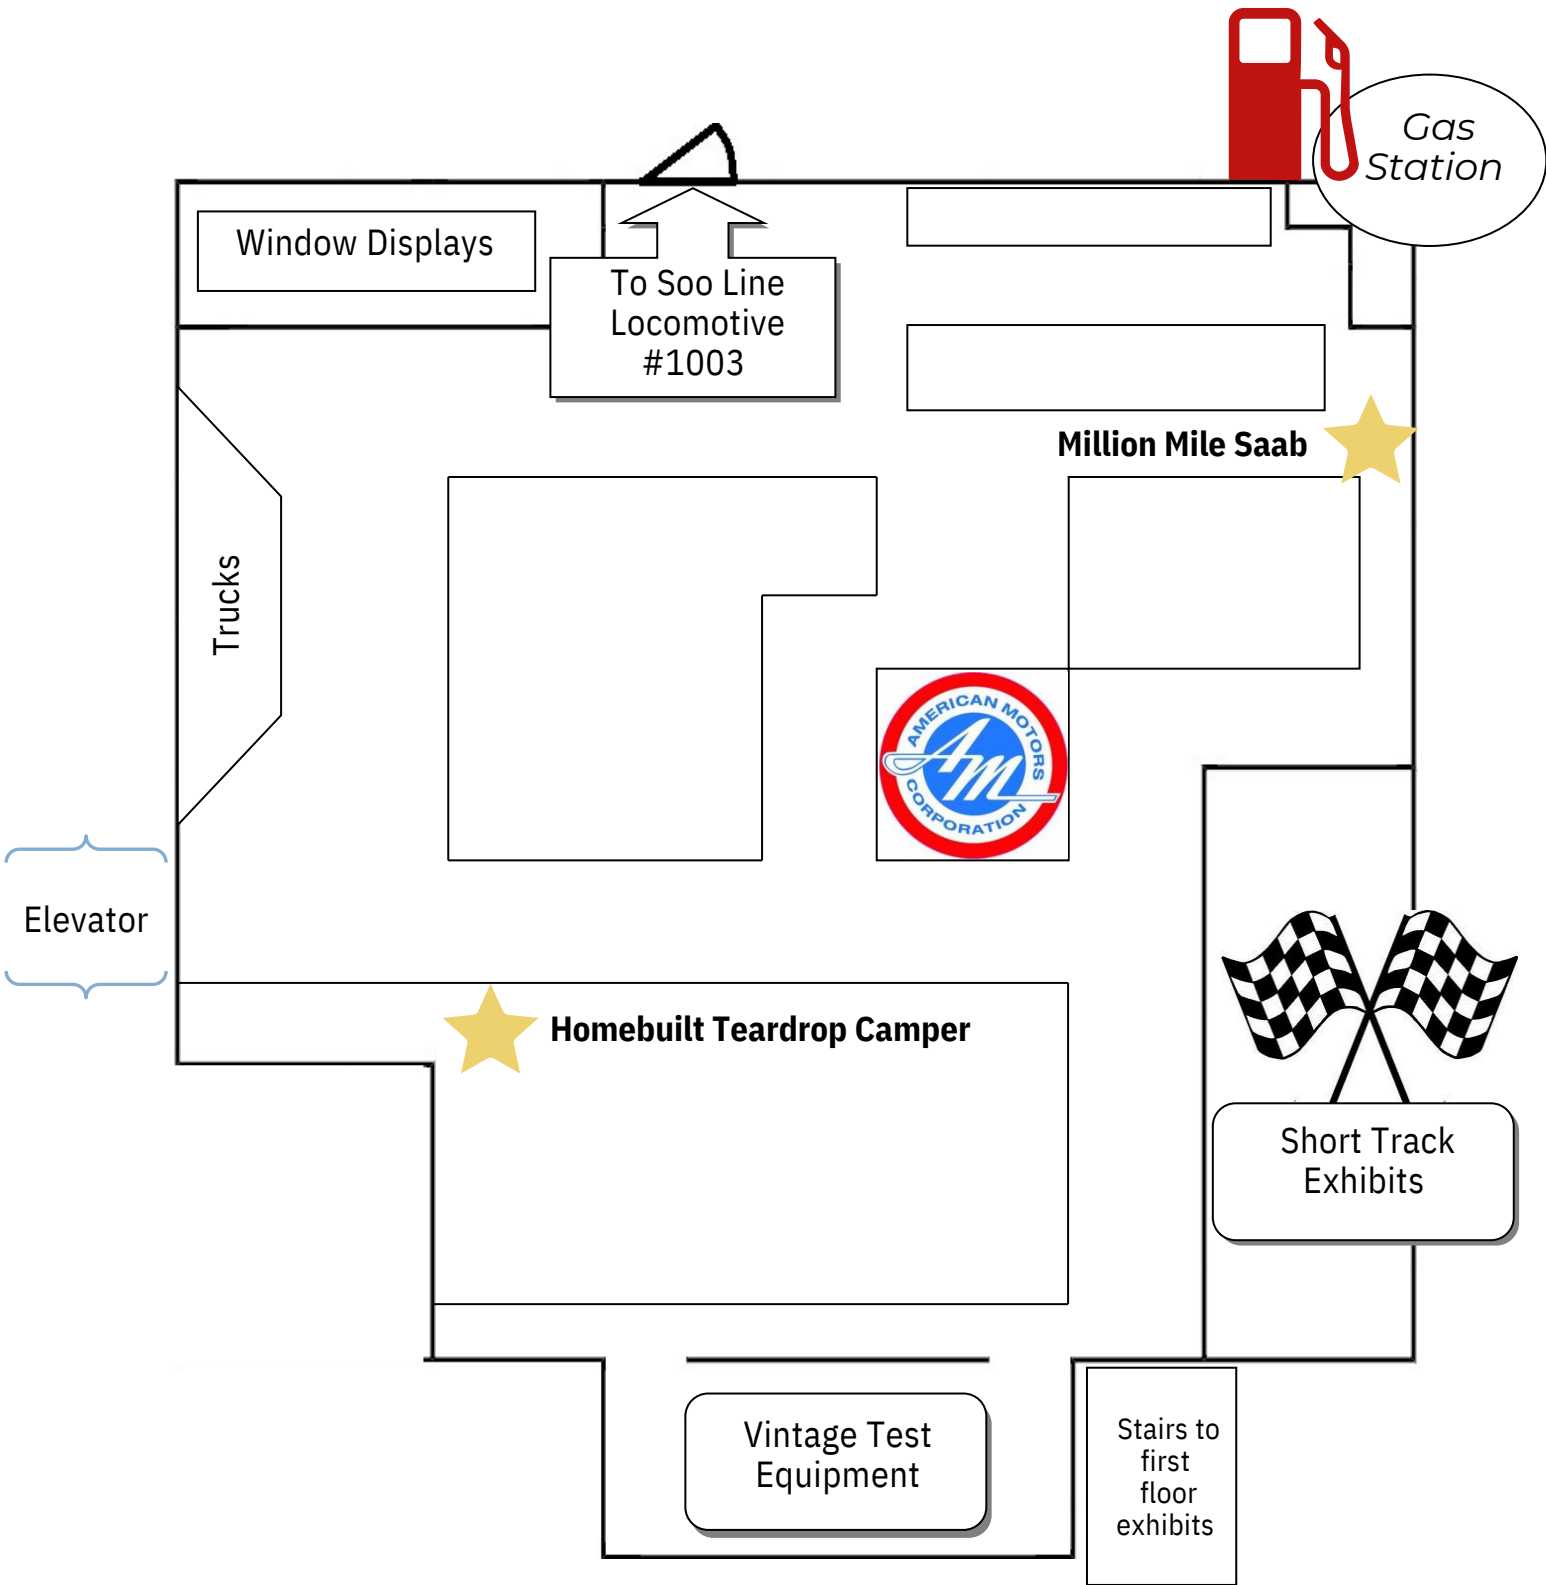 Gas
Station
Window Displays
To Soo Line
Locomotive
#1003
Million Mile Saab
Trucks
AMERICAN MOTORS
AM
CORPORATION
Elevator
Homebuilt Teardrop Camper
Short Track
Exhibits
Vintage Test
Equipment
Stairs to
first
floor
exhibits